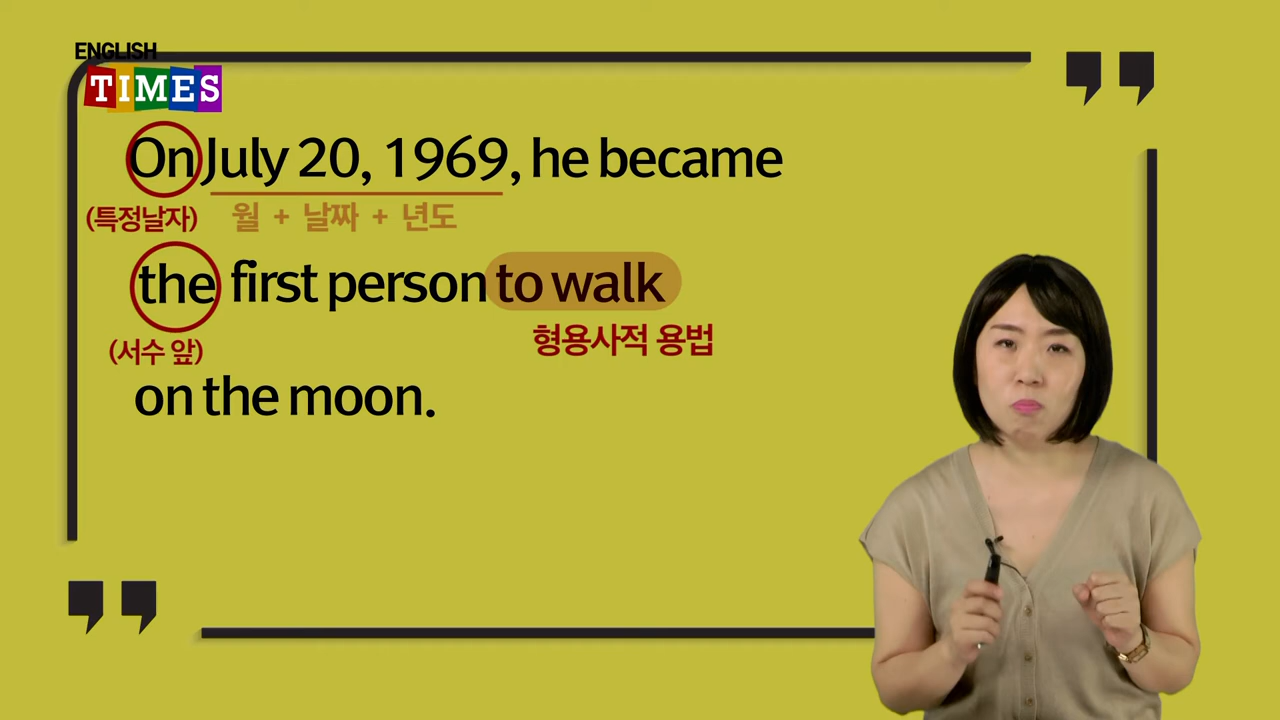 ENGLISH
TIMES
On July 20, 1969, he became
(특정날자) 월 + 날짜 + 년도
the first person to walk
(서수 앞) 형용사적 용법
on the moon.